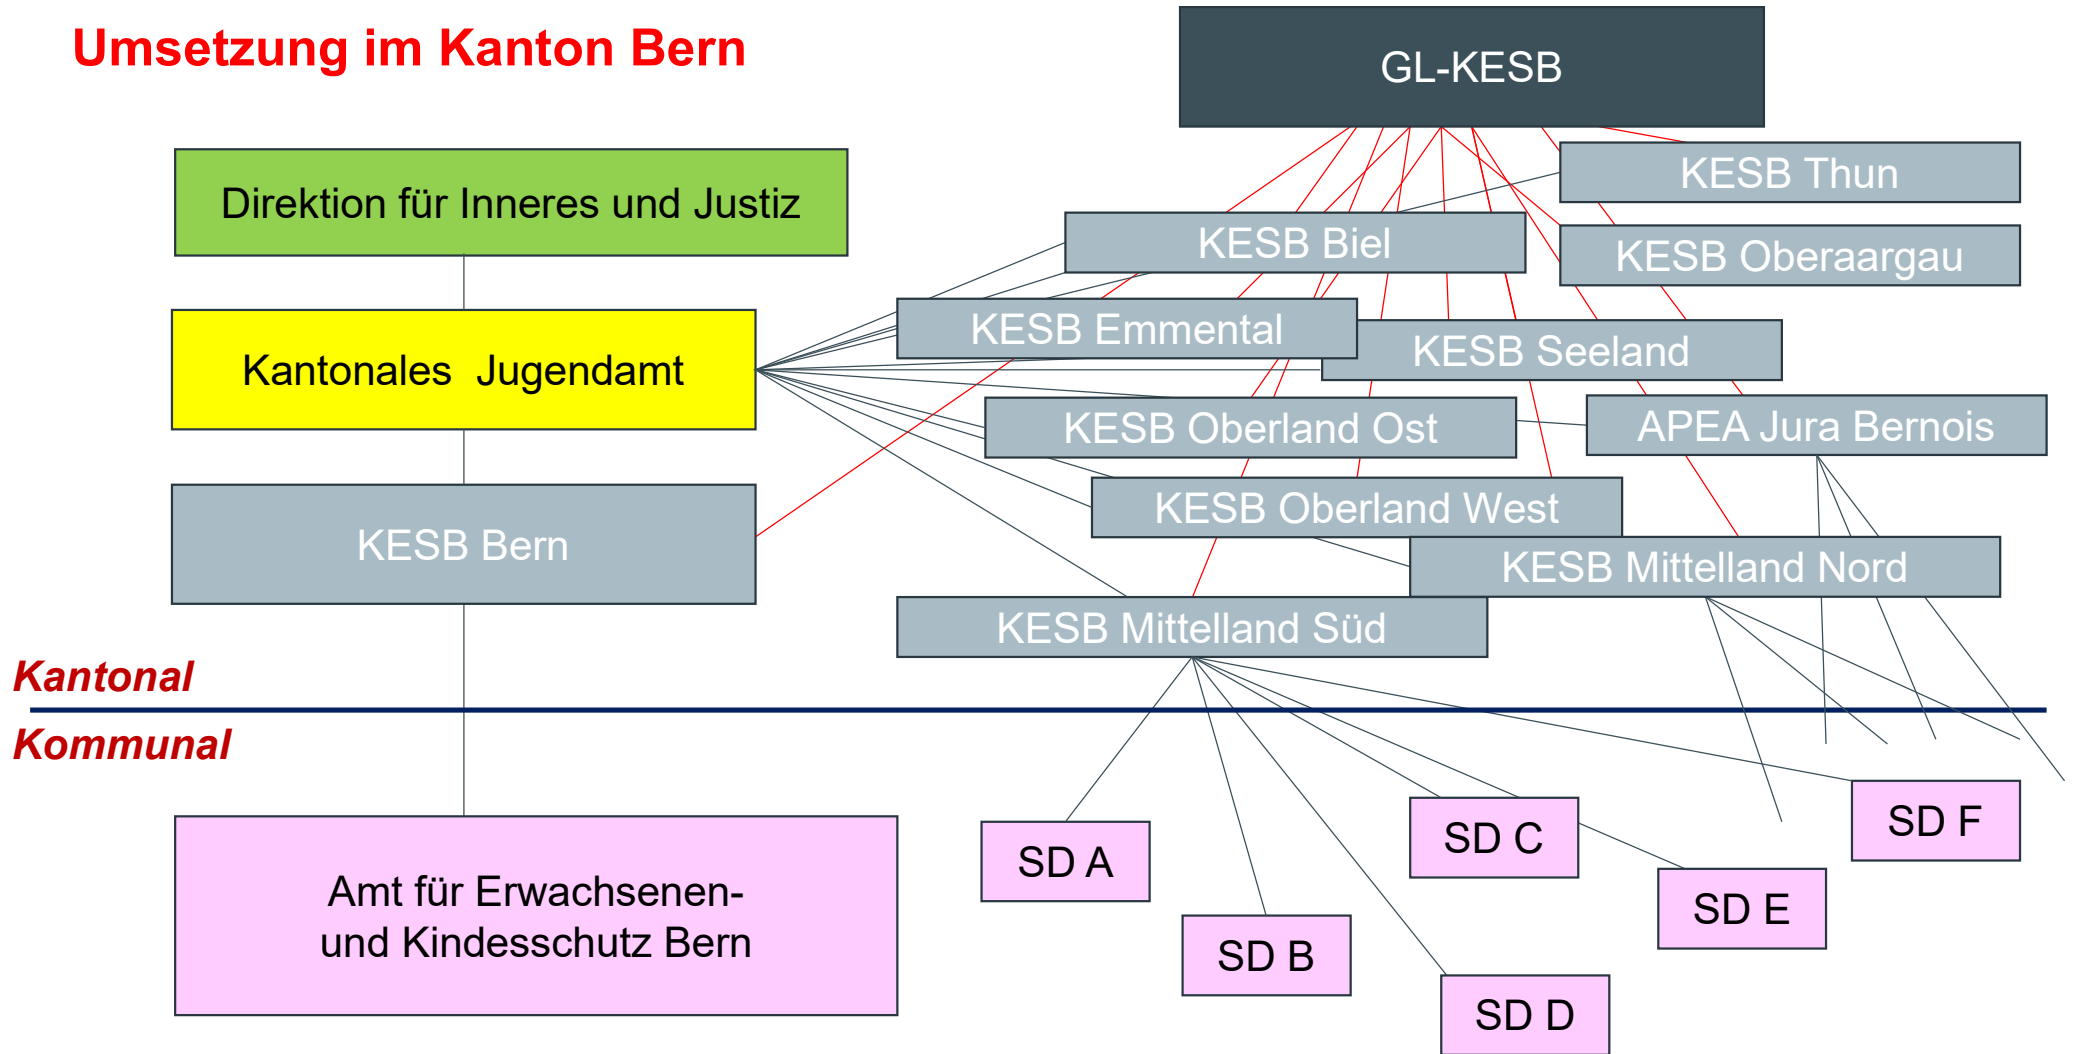 Umsetzung im Kanton Bern
GL-KESB
Direktion für Inneres und Justiz
KESB Thun
KESB Biel
KESB Oberaargau
Kantonales Jugendamt
KESB Emmental
KESB Seeland
KESB Oberland Ost
APEA Jura Bernois
KESB Bern
KESB Oberland West
KESB Mittelland Nord
KESB Mittelland Süd
Kantonal
Kommunal
Amt für Erwachsenen-
und Kindesschutz Bern
SD A
SD B
SD C
SD D
SD E
SD F